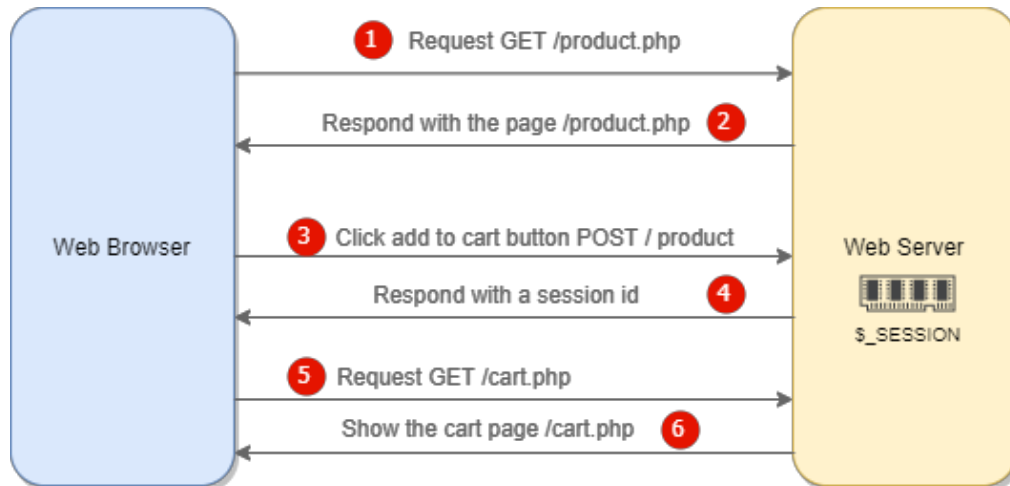 1 Request GET /product.php
Respond with the page /product.php 2
3 Click add to cart button POST / product
Web Browser
Web Server
Respond with a session id 4
$_SESSION
5 Request GET /cart.php
Show the cart page /cart.php 6